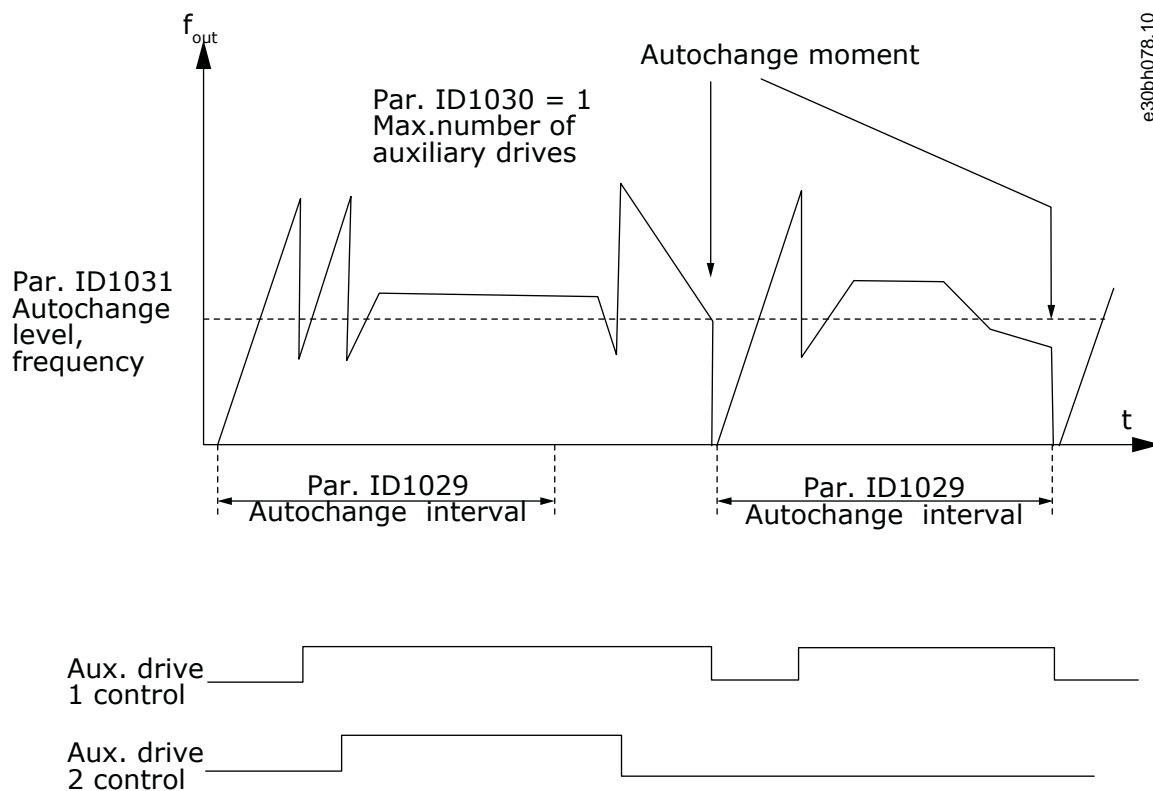 fout
Autochange moment
e30bh078.10
Par. ID1030 = 1
Max.number of
auxiliary drives
Par. ID1031
Autochange
level,
frequency
t
Par. ID1029
Autochange interval
Par. ID1029
Autochange interval
Aux. drive
1 control
Aux. drive
2 control